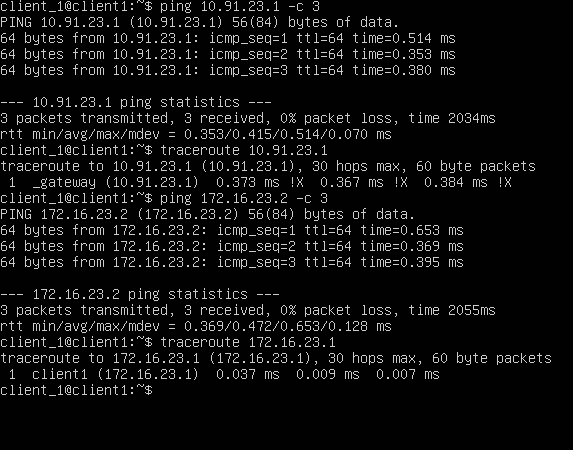 client_1@client1:~$ ping 10.91.23.1 -c 3
PING 10.91.23.1 (10.91.23.1) 56(84) bytes of data.
64 bytes from 10.91.23.1: icmp_seq=1 ttl=64 time=0.514 ms
64 bytes from 10.91.23.1: icmp_seq=2 ttl=64 time=0.353 ms
64 bytes from 10.91.23.1: icmp_seq=3 ttl=64 time=0.380 ms

--- 10.91.23.1 ping statistics ---
3 packets transmitted, 3 received, 0% packet loss, time 2034ms
rtt min/avg/max/mdev = 0.353/0.415/0.514/0.070 ms
client_1@client1:~$ traceroute 10.91.23.1
traceroute to 10.91.23.1 (10.91.23.1), 30 hops max, 60 byte packets
 1  _gateway (10.91.23.1)  0.373 ms !X  0.367 ms !X  0.384 ms !X
client_1@client1:~$ ping 172.16.23.2 -c 3
PING 172.16.23.2 (172.16.23.2) 56(84) bytes of data.
64 bytes from 172.16.23.2: icmp_seq=1 ttl=64 time=0.653 ms
64 bytes from 172.16.23.2: icmp_seq=2 ttl=64 time=0.369 ms
64 bytes from 172.16.23.2: icmp_seq=3 ttl=64 time=0.395 ms

--- 172.16.23.2 ping statistics ---
3 packets transmitted, 3 received, 0% packet loss, time 2055ms
rtt min/avg/max/mdev = 0.369/0.472/0.653/0.128 ms
client_1@client1:~$ traceroute 172.16.23.1
traceroute to 172.16.23.1 (172.16.23.1), 30 hops max, 60 byte packets
 1  client1 (172.16.23.1)  0.037 ms  0.009 ms  0.007 ms
client_1@client1:~$